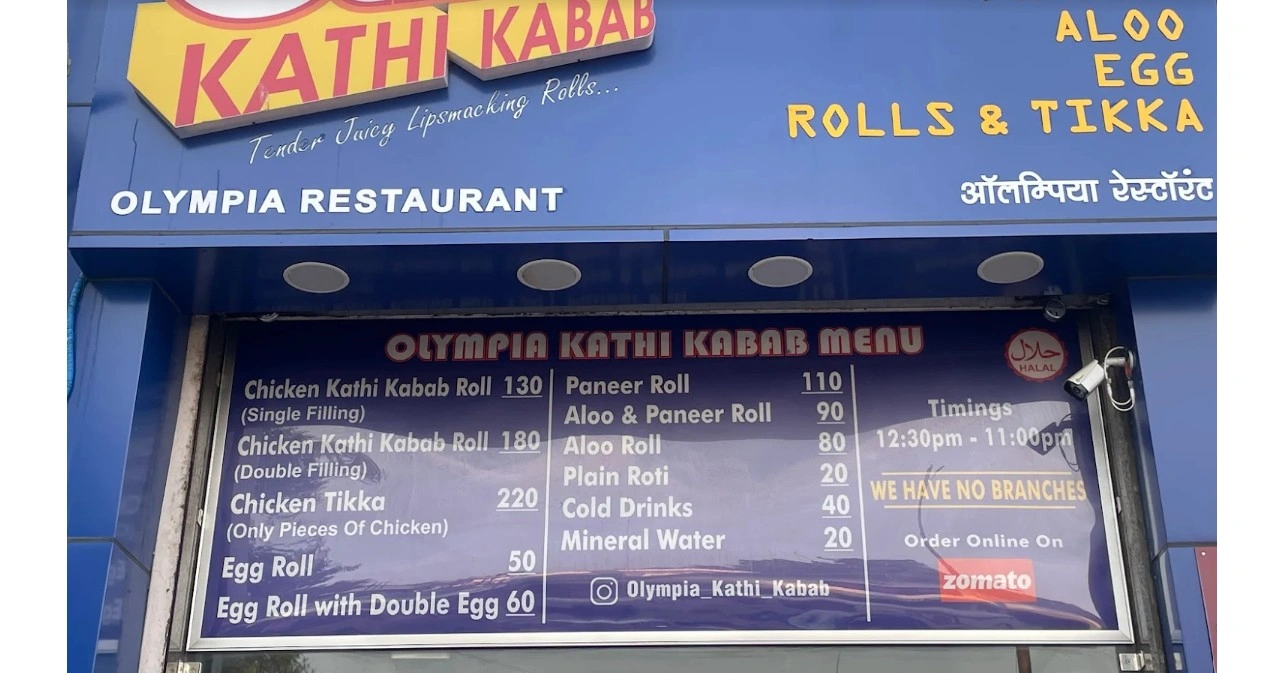 KATHI KABAB
Tender Juicy Lipsmacking Rolls...
ALOO
EGG
ROLLS & TIKKA
OLYMPIA RESTAURANT
ऑलम्पिया रेस्टॉरंट
OLYMPIA KATHI KABAB MENU
Chicken Kathi Kabab Roll 130
(Single Filling)
Chicken Kathi Kabab Roll 180
(Double Filling)
Chicken Tikka 220
(Only Pieces Of Chicken)
Egg Roll 50
Egg Roll with Double Egg 60
Paneer Roll 110
Aloo & Paneer Roll 90
Aloo Roll 80
Plain Roti 20
Cold Drinks 40
Mineral Water 20
Olympia_Kathi_Kabab
حلال
HALAL
Timings
12:30pm - 11:00pm
WE HAVE NO BRANCHES
Order Online On
zomato